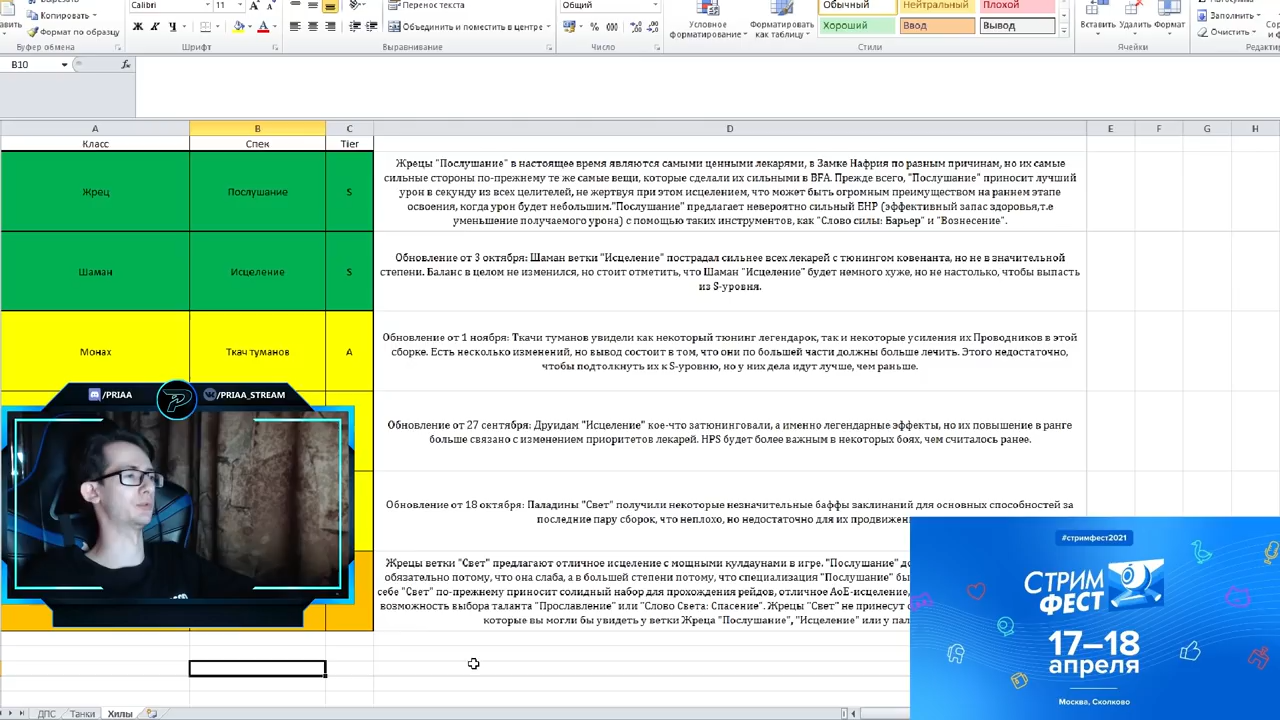 Вырезать
Calibri
11
Перенос текста
Общий
Обычный
Нейтральный
Плохой
Вставить
Копировать
Формат по образцу
Ж К Ч
Объединить и поместить в центре
% 000
Условное форматирование
Форматировать как таблицу
Хороший
Ввод
Вывод
Вставить Удалить Формат
Заполнить
Очистить
Буфер обмена
Шрифт
Выравнивание
Число
Стили
Ячейки
B10
fx
A B C D E F G H
Класс Спек Tier
Жрец Послушание S
Жрецы "Послушание" в настоящее время являются самыми ценными лекарями, в Замке Нафрия по разным причинам, но их самые
сильные стороны по-прежнему те же самые вещи, которые сделали их сильными в BFA. Прежде всего, "Послушание" приносит лучший
урон в секунду из всех целителей, не жертвуя при этом исцелением, что может быть огромным преимуществом на раннем этапе
освоения, когда урон будет небольшим."Послушание" предлагает невероятно сильный EHP (эффективный запас здоровья,т.е
уменьшение получаемого урона) с помощью таких инструментов, как "Слово силы: Барьер" и "Вознесение".
Шаман Исцеление S
Обновление от 3 октября: Шаман ветки "Исцеление" пострадал сильнее всех лекарей с тюнингом ковенанта, но не в значительной
степени. Баланс в целом не изменился, но стоит отметить, что Шаман "Исцеление" будет немного хуже, но не настолько, чтобы выпасть
из S-уровня.
Монах Ткач туманов A
Обновление от 1 ноября: Ткачи туманов увидели как некоторый тюнинг легендарок, так и некоторые усиления их Проводников в этой
сборке. Есть несколько изменений, но вывод состоит в том, что они по большей части должны больше лечить. Этого недостаточно,
чтобы подтолкнуть их к S-уровню, но у них дела идут лучше, чем раньше.
/PRIAA
/PRIAA_STREAM
Обновление от 27 сентября: Друидам "Исцеление" кое-что затюнинговали, а именно легендарные эффекты, но их повышение в ранге
больше связано с изменением приоритетов лекарей. HPS будет более важным в некоторых боях, чем считалось ранее.
Обновление от 18 октября: Паладины "Свет" получили некоторые незначительные баффы заклинаний для основных способностей за
последние пару сборок, что неплохо, но недостаточно для их
Жрецы ветки "Свет" предлагают отличное исцеление с мощными кулдаунами в игре. "Послушание"
обязательно потому, что она слаба, а в большей степени потому, что специализация "Послушание"
себе "Свет" по-прежнему приносит солидный набор для прохождения рейдов, отличное АоЕ-исцеление,
возможность выбора таланта "Прославление" или "Слово Света: Спасение". Жрецы "Свет" не принесут
которые вы могли бы увидеть у ветки Жреца "Послушание", "Исцеление" или у
#стримфест2021
СТРИМ
ФЕСТ
17–18
апреля
Москва, Сколково
ДПС Танки Хилы